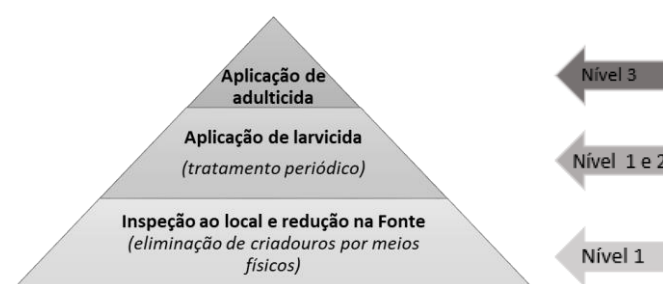 Aplicação de
adulticida
Nível 3
Aplicação de larvicida
(tratamento periódico)
Nível 1 e 2
Inspeção ao local e redução na Fonte
(eliminação de criadouros por meios
físicos)
Nível 1